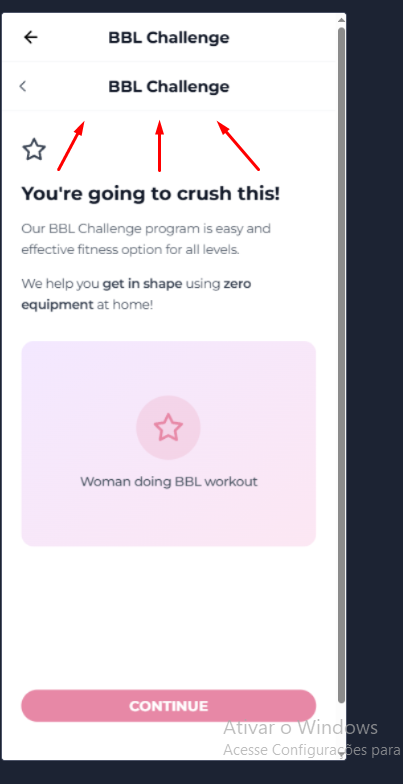 BBL Challenge
BBL Challenge
You're going to crush this!
Our BBL Challenge program is easy and
effective fitness option for all levels.
We help you get in shape using zero
equipment at home!
Woman doing BBL workout
CONTINUE
Ativar o Windows
Acesse Configurações para